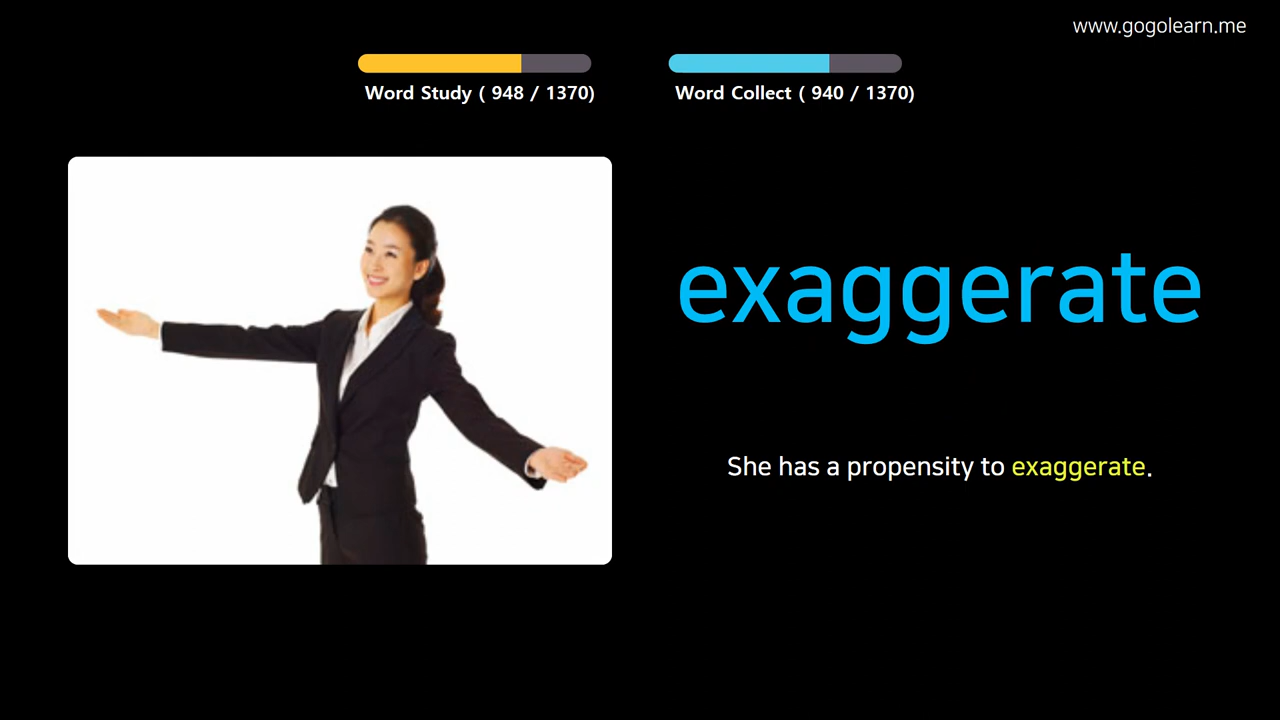 www.gogolearn.me
Word Study ( 948 / 1370)
Word Collect ( 940 / 1370)
exaggerate
She has a propensity to exaggerate.